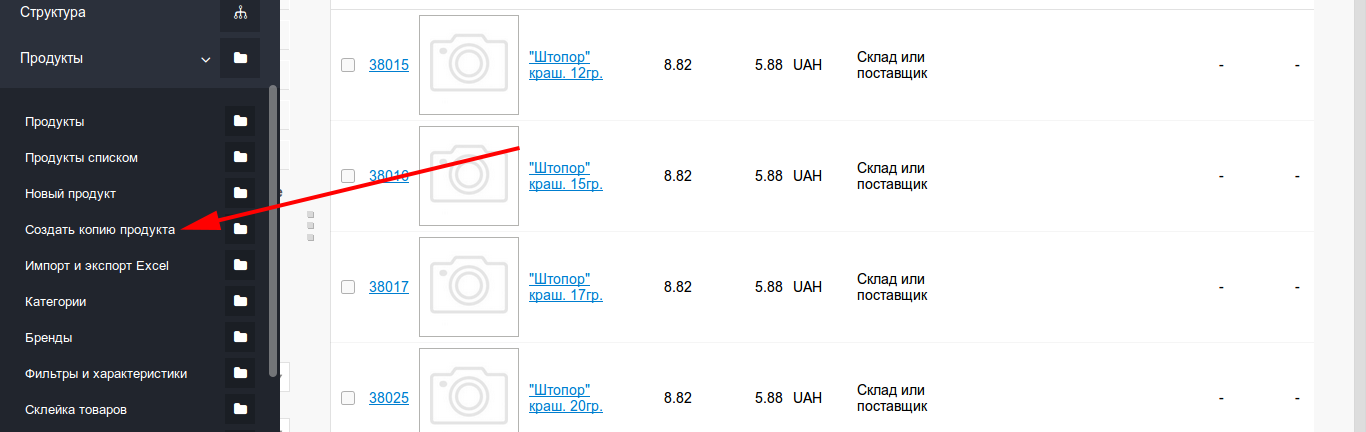 Структура
Продукты
Продукты
Продукты списком
Новый продукт
Создать копию продукта
Импорт и экспорт Excel
Категории
Бренды
Фильтры и характеристики
Склейка товаров
38015
"Штопор"
краш. 12гр.
8.82
5.88 UAH
Склад или
поставщик
-
-
38016
"Штопор"
краш. 15гр.
8.82
5.88 UAH
Склад или
поставщик
-
-
38017
"Штопор"
краш. 17гр.
8.82
5.88 UAH
Склад или
поставщик
-
-
38025
"Штопор"
краш. 20гр.
8.82
5.88 UAH
Склад или
поставщик
-
-